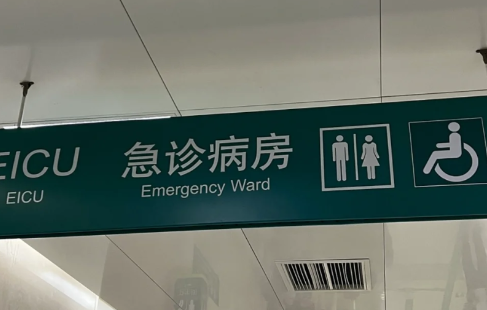 EICU
EICU
急诊病房
Emergency Ward